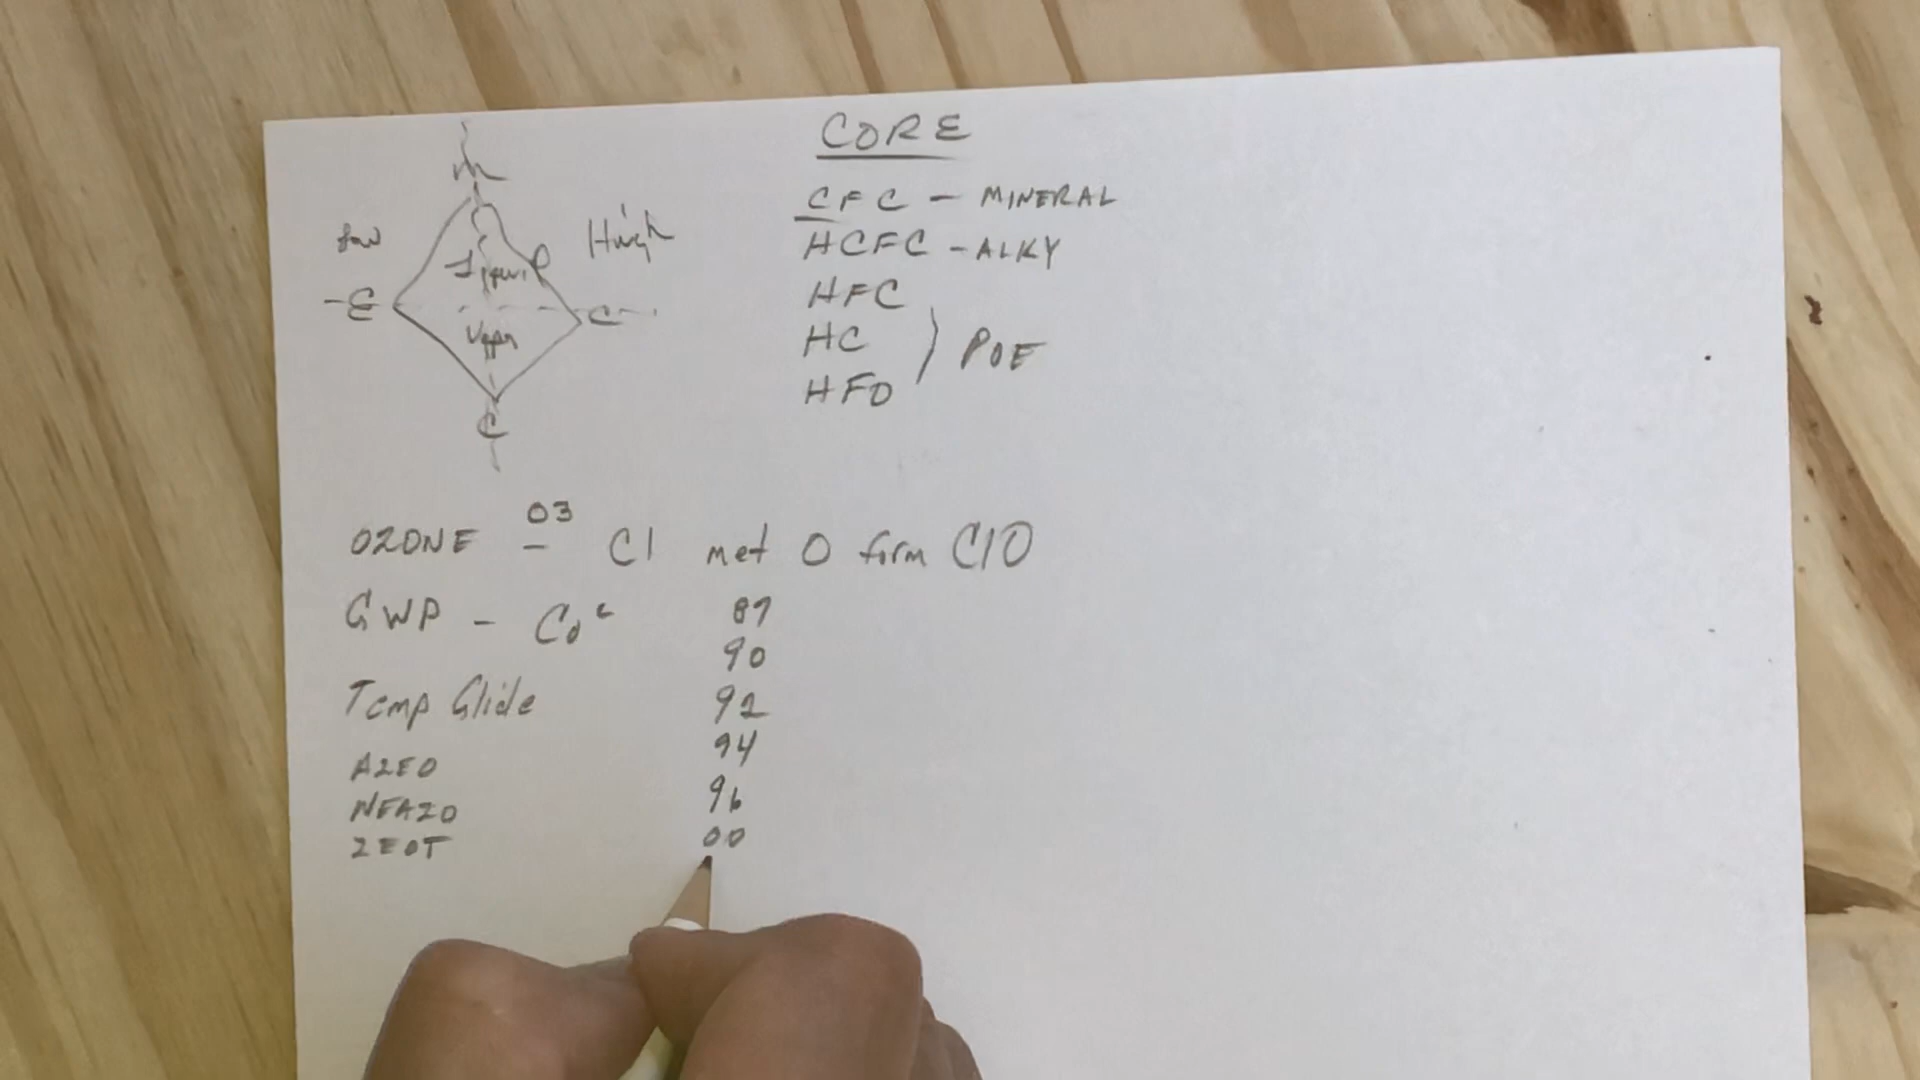 CORE
CFC - MINERAL
HCFC - ALKY
HFC
HC
HFO
} POE
m
Low
High
Liquid
-E
C
Vapor
C
OZONE - O3 Cl met O form ClO
GWP - Co2
87
90
Temp Glide
92
94
AZEO
96
NEAZO
ZEOT
00